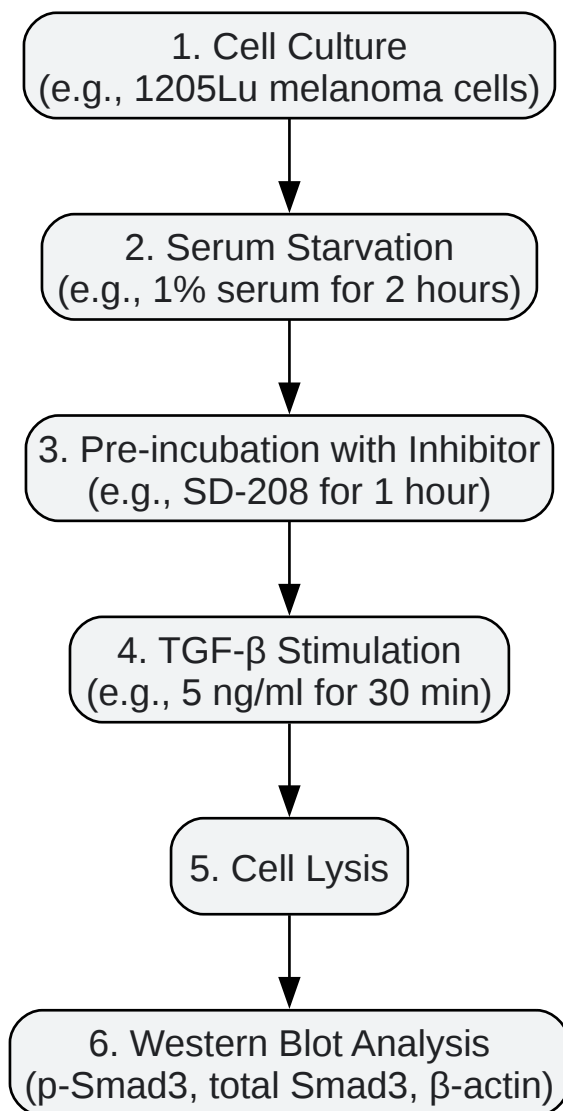 1. Cell Culture
(e.g., 1205Lu melanoma cells)
2. Serum Starvation
(e.g., 1% serum for 2 hours)
3. Pre-incubation with Inhibitor
(e.g., SD-208 for 1 hour)
4. TGF-β Stimulation
(e.g., 5 ng/ml for 30 min)
5. Cell Lysis
6. Western Blot Analysis
(p-Smad3, total Smad3, β-actin)